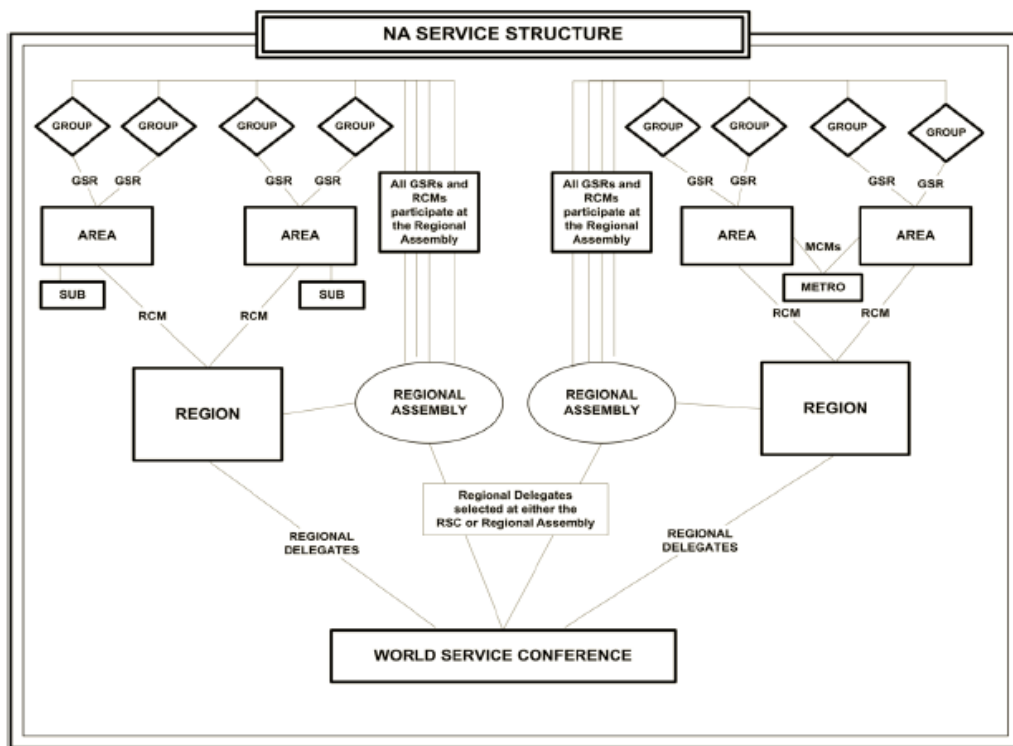 NA SERVICE STRUCTURE
GROUP
GROUP
GROUP
GROUP
GSR
GSR
GSR
GSR
AREA
AREA
SUB
SUB
RCM
RCM
REGION
All GSRs and
RCMs
participate at
the Regional
Assembly
REGIONAL
ASSEMBLY
All GSRs and
RCMs
participate at
the Regional
Assembly
REGIONAL
ASSEMBLY
GROUP
GROUP
GROUP
GROUP
GSR
GSR
GSR
GSR
AREA
AREA
MCMs
METRO
RCM
RCM
REGION
Regional Delegates
selected at either the
RSC or Regional Assembly
REGIONAL
DELEGATES
REGIONAL
DELEGATES
WORLD SERVICE CONFERENCE